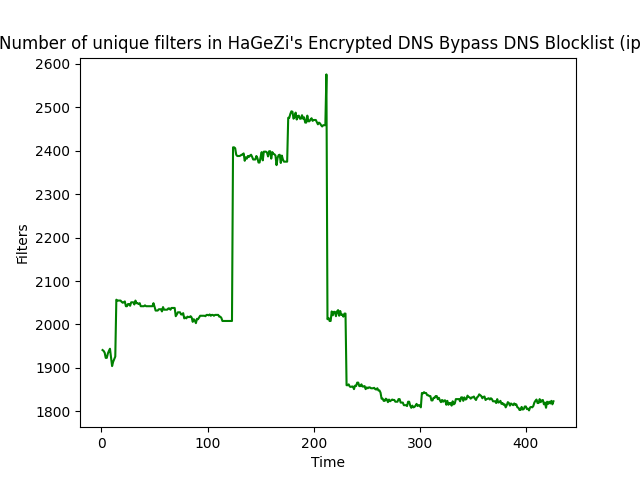 Number of unique filters in HaGeZi's Encrypted DNS Bypass DNS Blocklist (ip
2600
2500
2400
2300
2200
2100
2000
1900
1800
Filters
0 100 200 300 400
Time